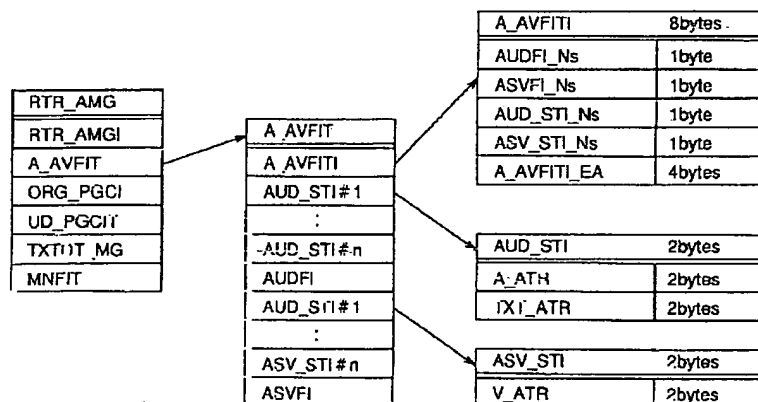 RTR_AMG
RTR_AMGI
A_AVFIT
ORG_PGCI
UD_PGCIT
TXTDT_MG
MNFIT
A_AVFIT
A_AVFITI
AUD_STI#1
:
AUD_STI#n
AUDFI
AUD_STI#1
:
ASV_STI#n
ASVFI
A_AVFITI 8bytes
AUDFI_Ns 1byte
ASVFI_Ns 1byte
AUD_STI_Ns 1byte
ASV_STI_Ns 1byte
A_AVFITI_EA 4bytes
AUD_STI 2bytes
A_ATR 2bytes
TXT_ATR 2bytes
ASV_STI 2bytes
V_ATR 2bytes